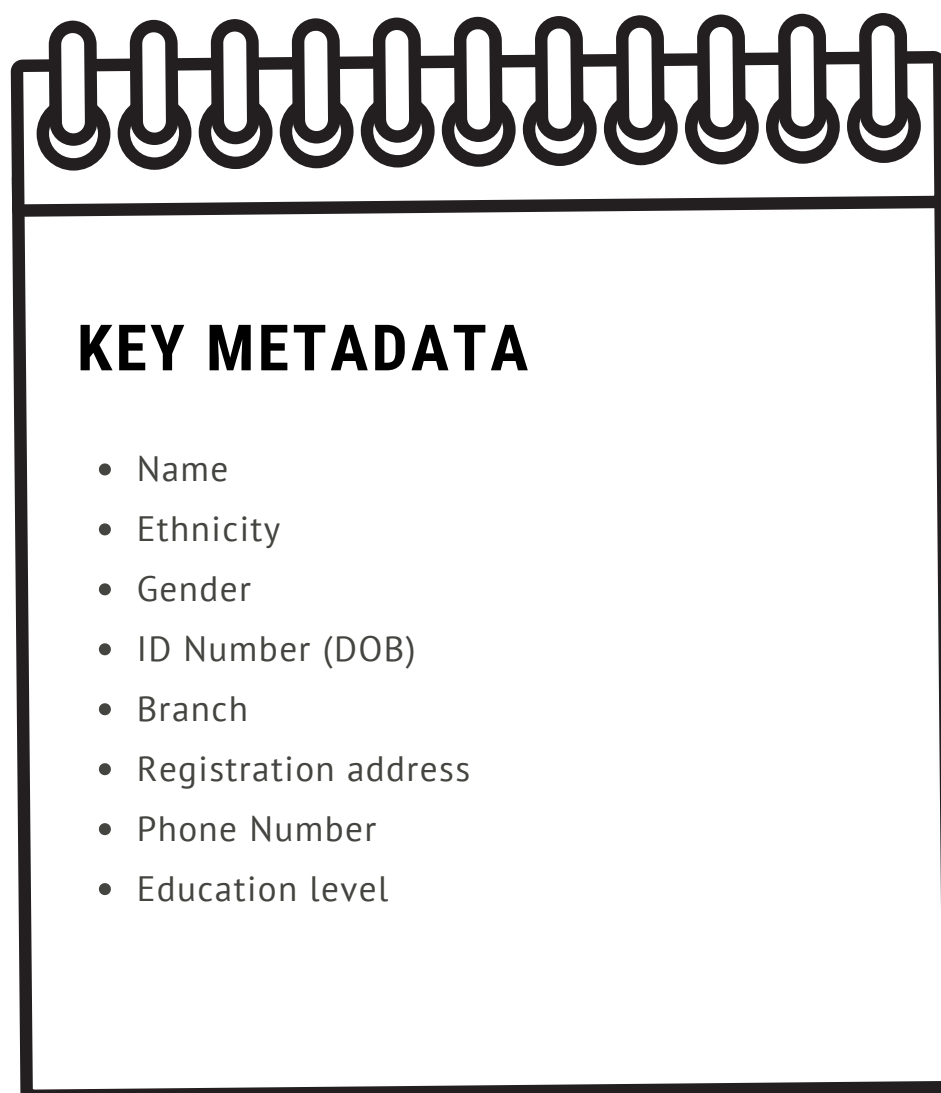 KEY METADATA
• Name
• Ethnicity
• Gender
• ID Number (DOB)
• Branch
• Registration address
• Phone Number
• Education level